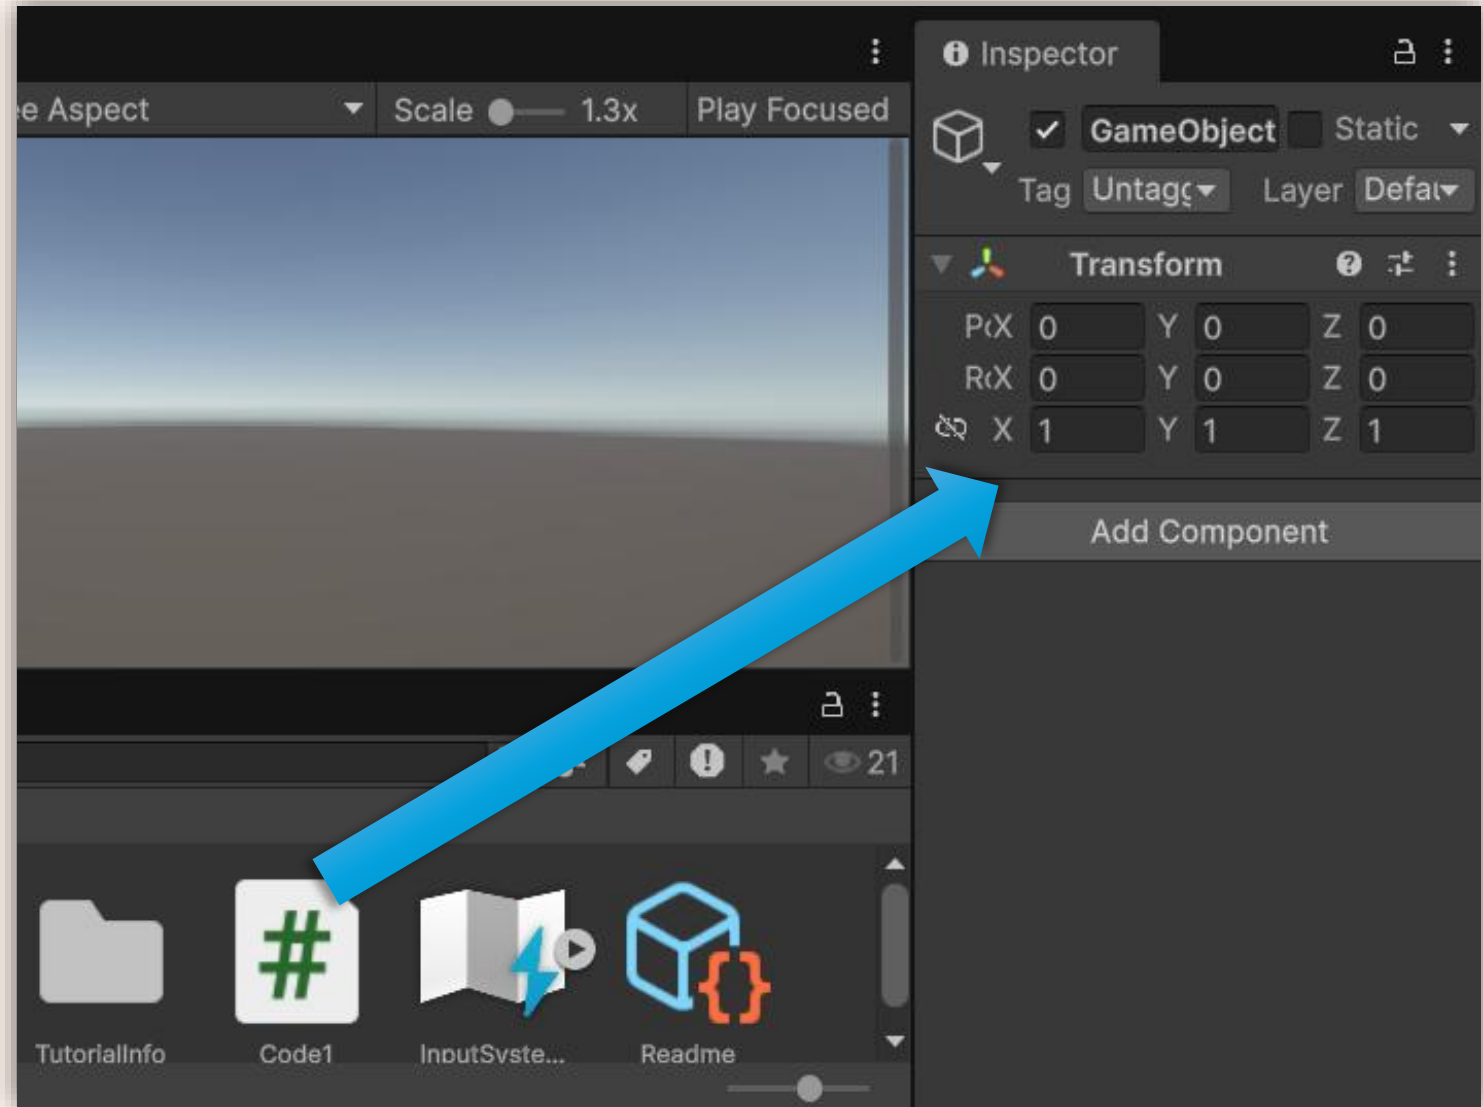 Inspector
ee Aspect Scale 1.3x Play Focused
GameObject Static
Tag Untagg Layer Defau
Transform
X 0 Y 0 Z 0
X 0 Y 0 Z 0
X 1 Y 1 Z 1
Add Component
21
TutorialInfo Code1 InputSyste... Readme